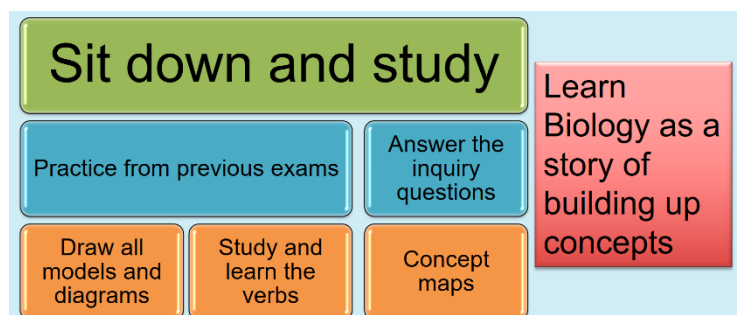 Sit down and study
Learn
Biology as a
story of
building up
concepts
Practice from previous exams
Answer the
inquiry
questions
Draw all
models and
diagrams
Study and
learn the
verbs
Concept
maps